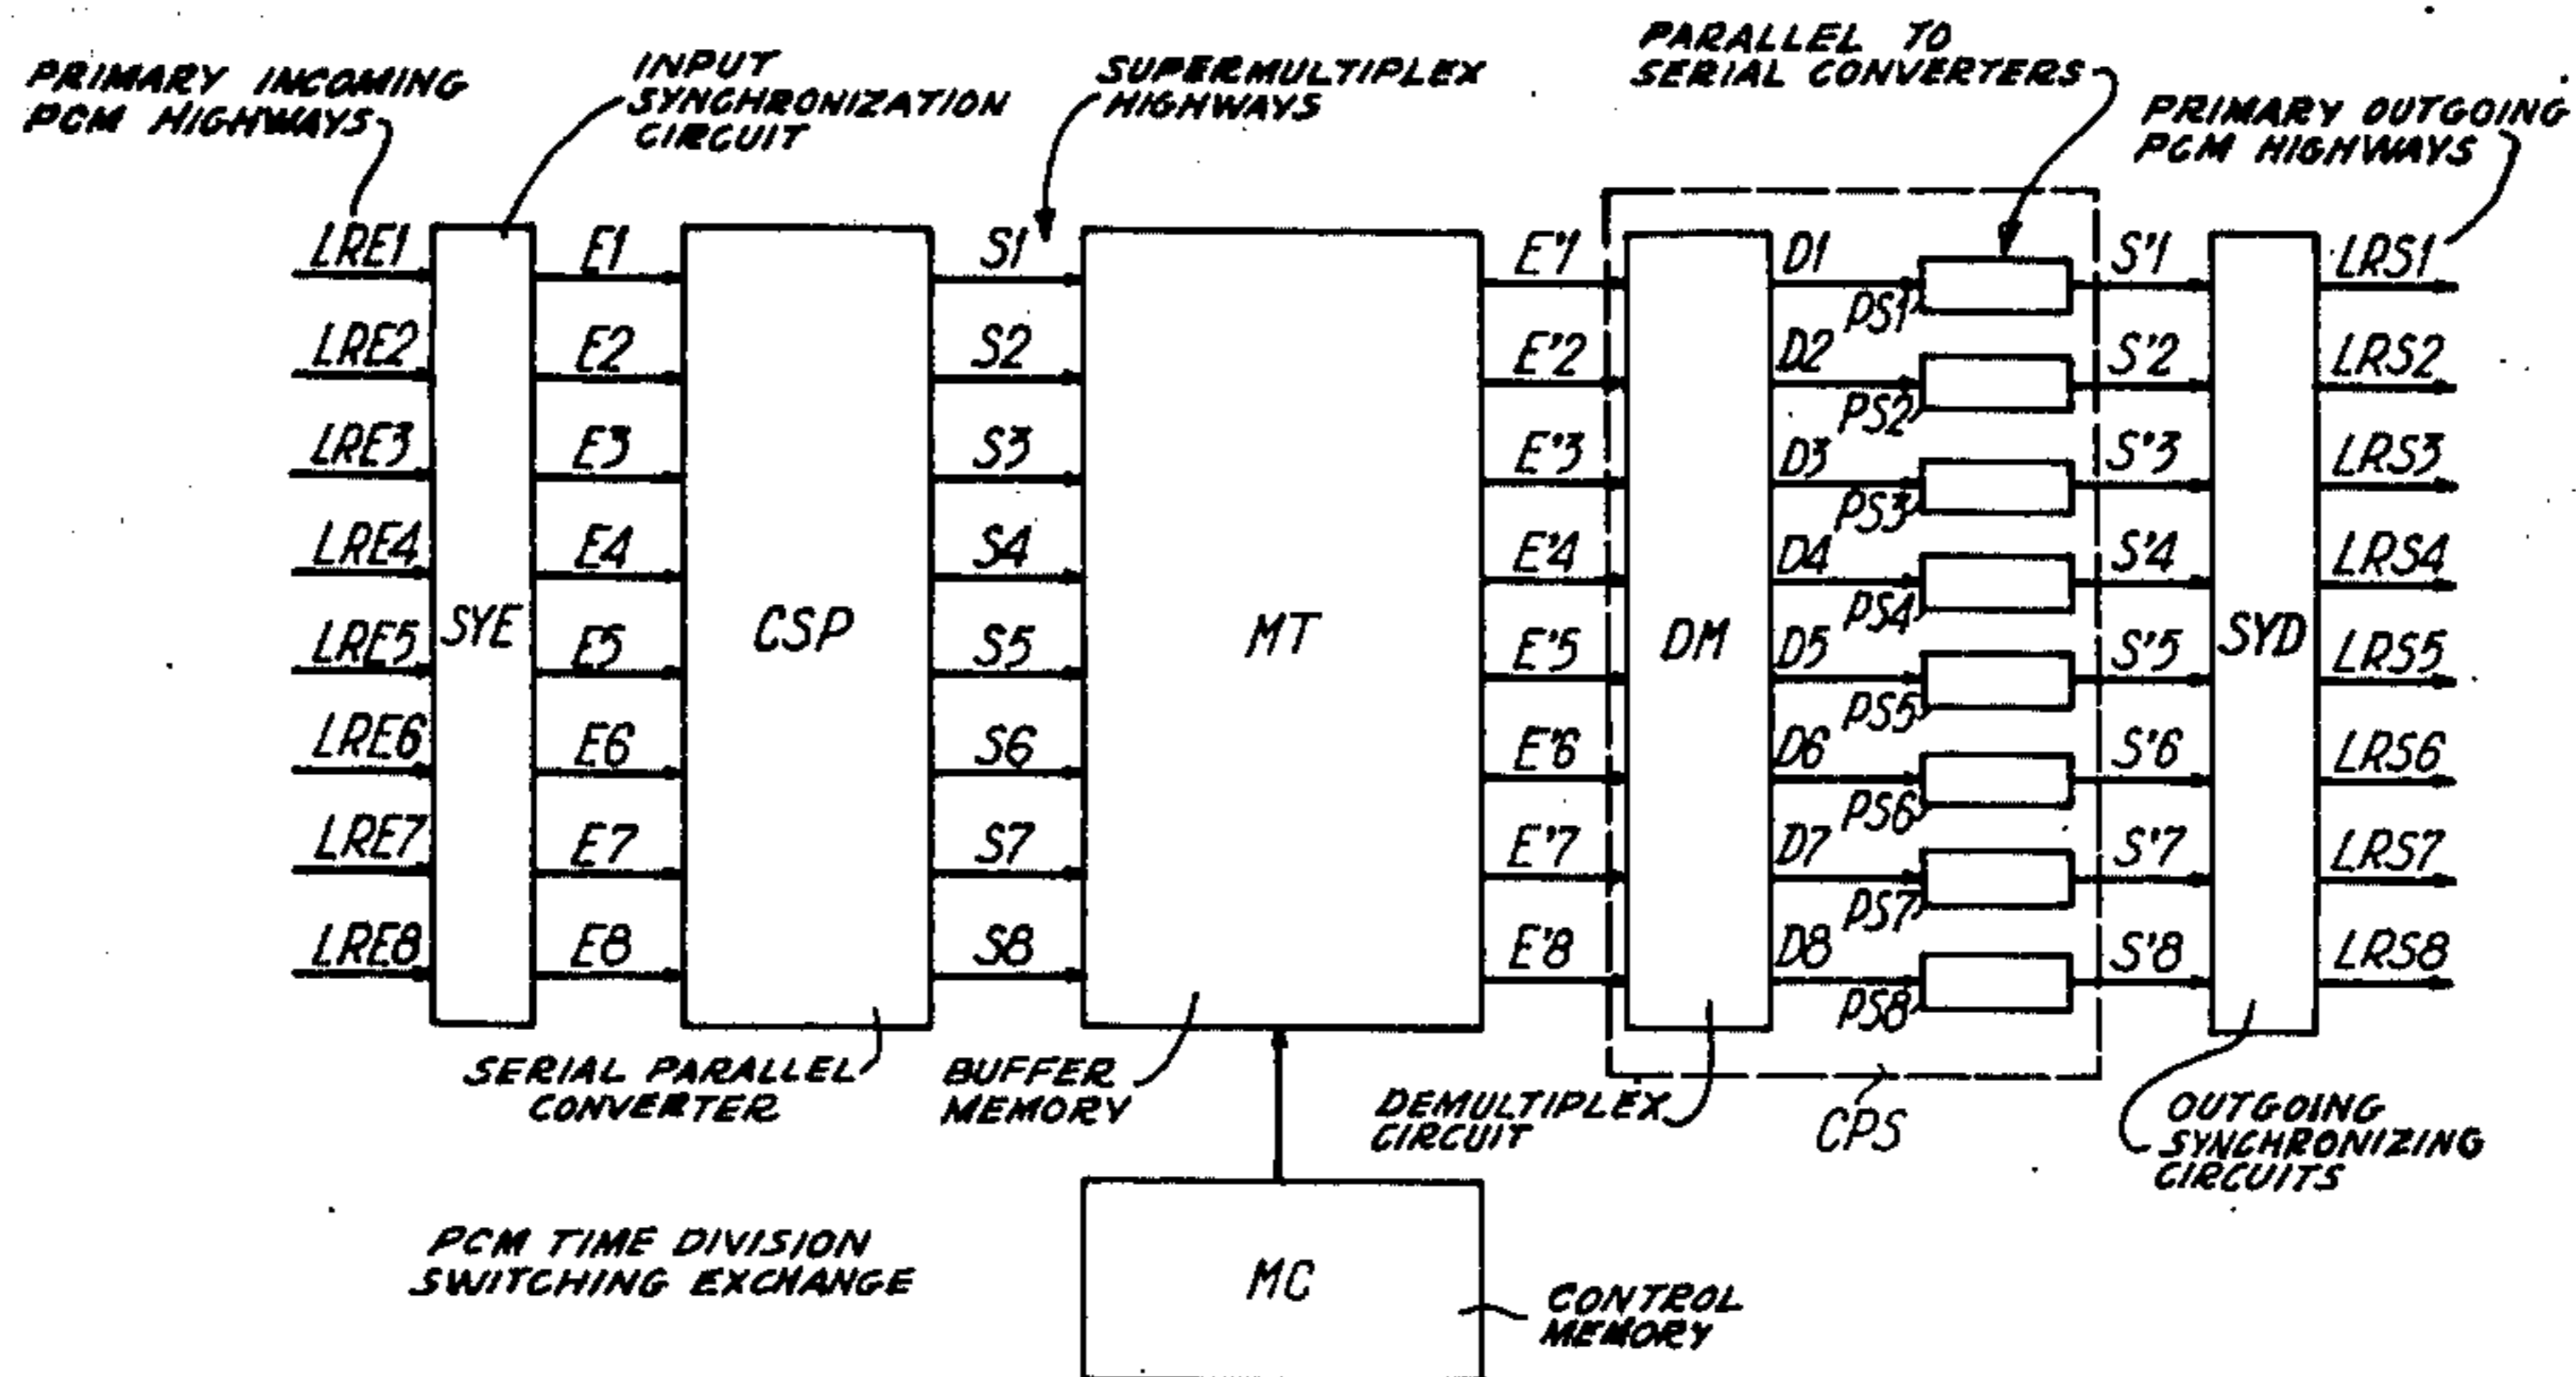 PRIMARY INCOMING
PCM HIGHWAYS
INPUT
SYNCHRONIZATION
CIRCUIT
SUPERMULTIPLEX
HIGHWAYS
PARALLEL TO
SERIAL CONVERTERS
PRIMARY OUTGOING
PCM HIGHWAYS
LRE1
LRE2
LRE3
LRE4
LRE5
LRE6
LRE7
LRE8
SYE
E1
E2
E3
E4
E5
E6
E7
E8
CSP
S1
S2
S3
S4
S5
S6
S7
S8
MT
E'1
E'2
E'3
E'4
E'5
E'6
E'7
E'8
DM
D1
D2
D3
D4
D5
D6
D7
D8
PS1
PS2
PS3
PS4
PS5
PS6
PS7
PS8
S'1
S'2
S'3
S'4
S'5
S'6
S'7
S'8
SYD
LRS1
LRS2
LRS3
LRS4
LRS5
LRS6
LRS7
LRS8
SERIAL PARALLEL
CONVERTER
BUFFER
MEMORY
DEMULTIPLEX
CIRCUIT
CPS
OUTGOING
SYNCHRONIZING
CIRCUITS
PCM TIME DIVISION
SWITCHING EXCHANGE
MC
CONTROL
MEMORY